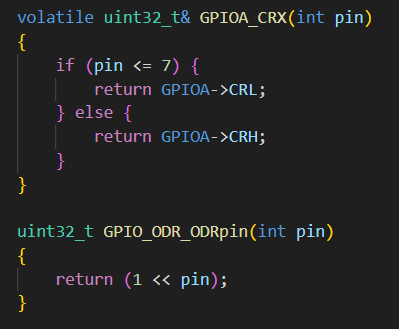 volatile uint32_t& GPIOA_CRX(int pin)
{
    if (pin <= 7) {
        return GPIOA->CRL;
    } else {
        return GPIOA->CRH;
    }
}

uint32_t GPIO_ODR_ODRpin(int pin)
{
    return (1 << pin);
}